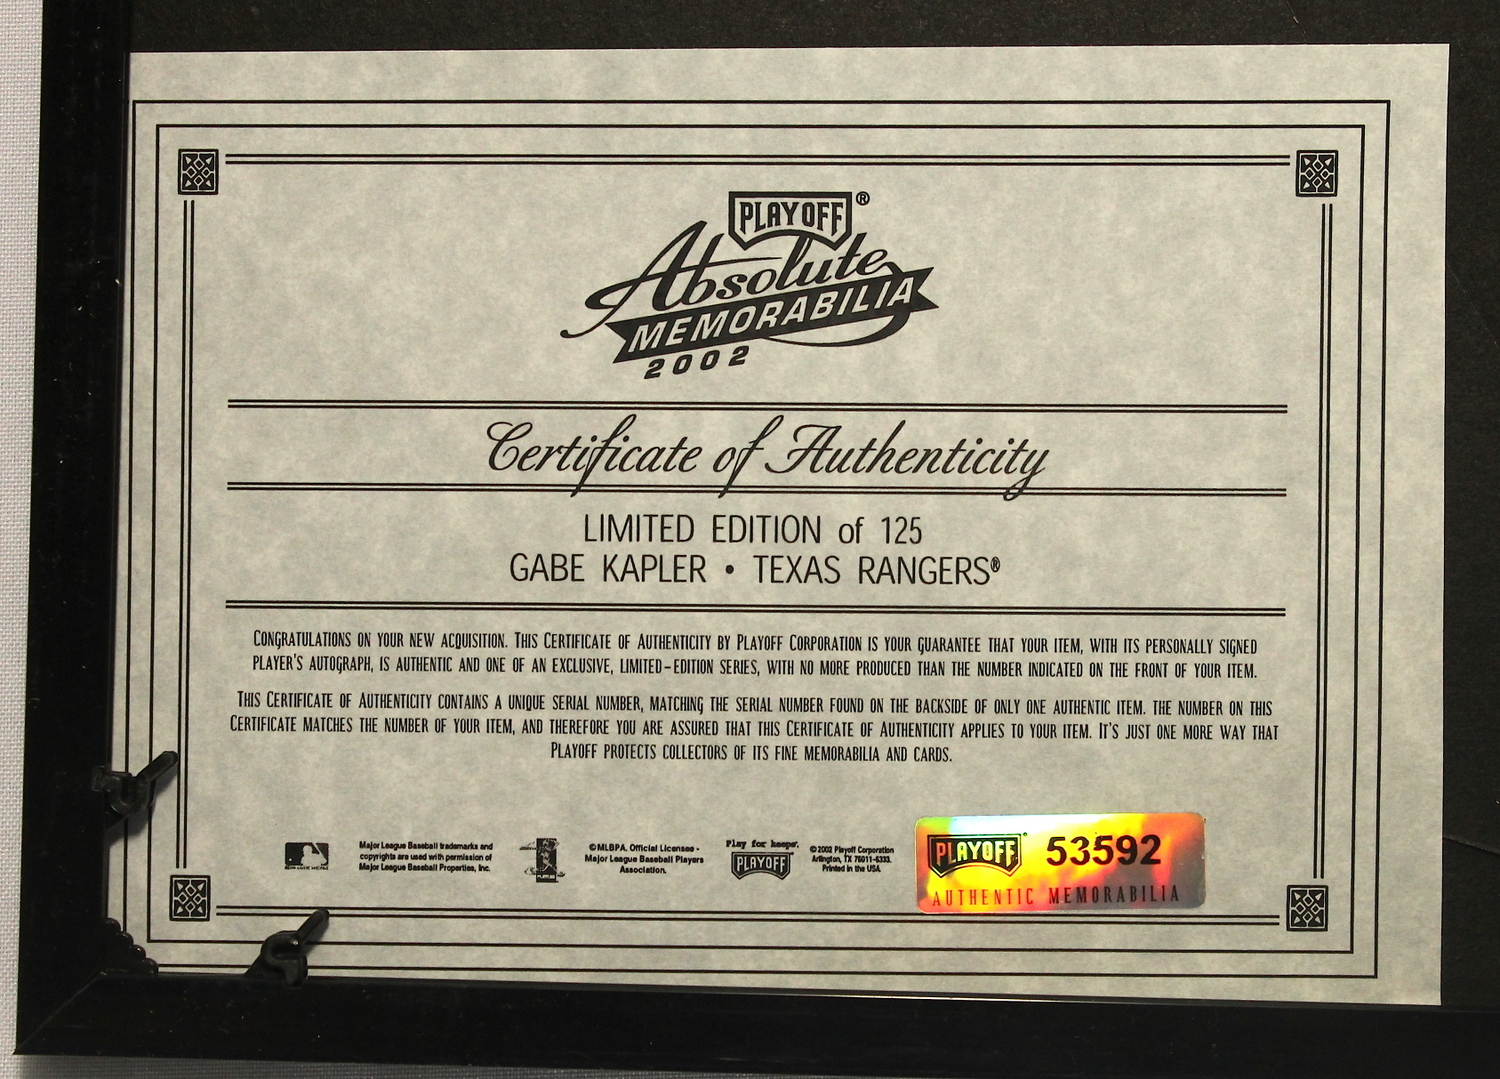 PLAYOFF®
Absolute
MEMORABILIA
2002
Certificate of Authenticity
LIMITED EDITION of 125
GABE KAPLER • TEXAS RANGERS®
CONGRATULATIONS ON YOUR NEW ACQUISITION. THIS CERTIFICATE OF AUTHENTICITY BY PLAYOFF CORPORATION IS YOUR GUARANTEE THAT YOUR ITEM, WITH ITS PERSONALLY SIGNED
PLAYER'S AUTOGRAPH, IS AUTHENTIC AND ONE OF AN EXCLUSIVE, LIMITED-EDITION SERIES, WITH NO MORE PRODUCED THAN THE NUMBER INDICATED ON THE FRONT OF YOUR ITEM.
THIS CERTIFICATE OF AUTHENTICITY CONTAINS A UNIQUE SERIAL NUMBER, MATCHING THE SERIAL NUMBER FOUND ON THE BACKSIDE OF ONLY ONE AUTHENTIC ITEM. THE NUMBER ON THIS
CERTIFICATE MATCHES THE NUMBER OF YOUR ITEM, AND THEREFORE YOU ARE ASSURED THAT THIS CERTIFICATE OF AUTHENTICITY APPLIES TO YOUR ITEM. IT'S JUST ONE MORE WAY THAT
PLAYOFF PROTECTS COLLECTORS OF ITS FINE MEMORABILIA AND CARDS.
Major League Baseball trademarks and
copyrights are used with permission of
Major League Baseball Properties, Inc.
©MLBPA. Official Licensee -
Major League Baseball Players
Association.
Play for keeps.
PLAYOFF
©2002 Playoff Corporation
Arlington, TX 76011-6333.
Printed in the USA
PLAYOFF 53592
AUTHENTIC MEMORABILIA